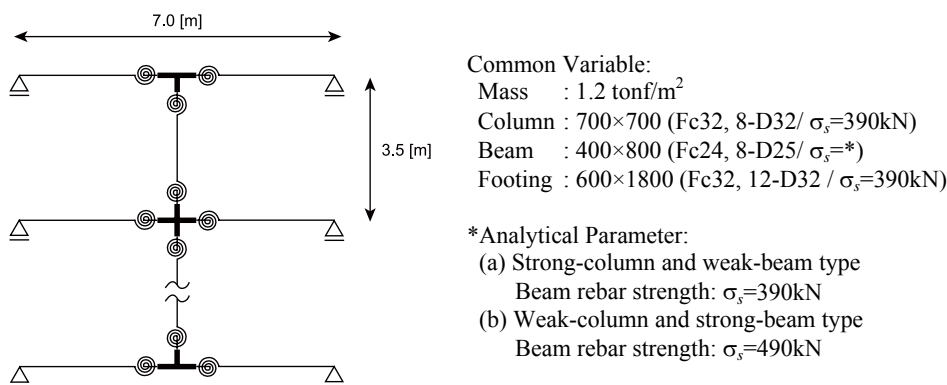 7.0 [m]
3.5 [m]
Common Variable:
Mass : 1.2 tonf/m²
Column : 700×700 (Fc32, 8-D32/ σs=390kN)
Beam : 400×800 (Fc24, 8-D25/ σs=*)
Footing : 600×1800 (Fc32, 12-D32 / σs=390kN)
*Analytical Parameter:
(a) Strong-column and weak-beam type
Beam rebar strength: σs=390kN
(b) Weak-column and strong-beam type
Beam rebar strength: σs=490kN